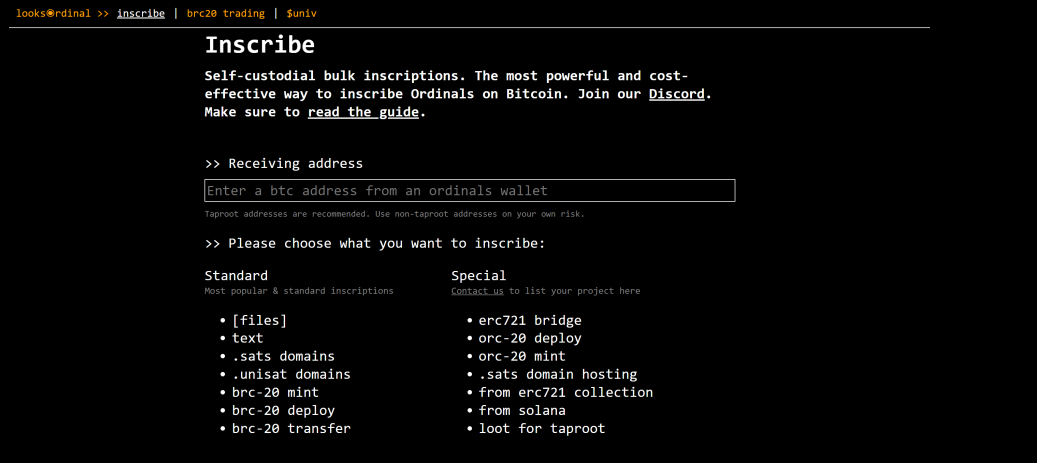 looks◉rdinal >> inscribe | brc20 trading | $univ
Inscribe
Self-custodial bulk inscriptions. The most powerful and cost-
effective way to inscribe Ordinals on Bitcoin. Join our Discord.
Make sure to read the guide.
>> Receiving address
Enter a btc address from an ordinals wallet
Taproot addresses are recommended. Use non-taproot addresses on your own risk.
>> Please choose what you want to inscribe:
Standard
Most popular & standard inscriptions
• [files]
• text
• .sats domains
• .unisat domains
• brc-20 mint
• brc-20 deploy
• brc-20 transfer
Special
Contact us to list your project here
• erc721 bridge
• orc-20 deploy
• orc-20 mint
• .sats domain hosting
• from erc721 collection
• from solana
• loot for taproot